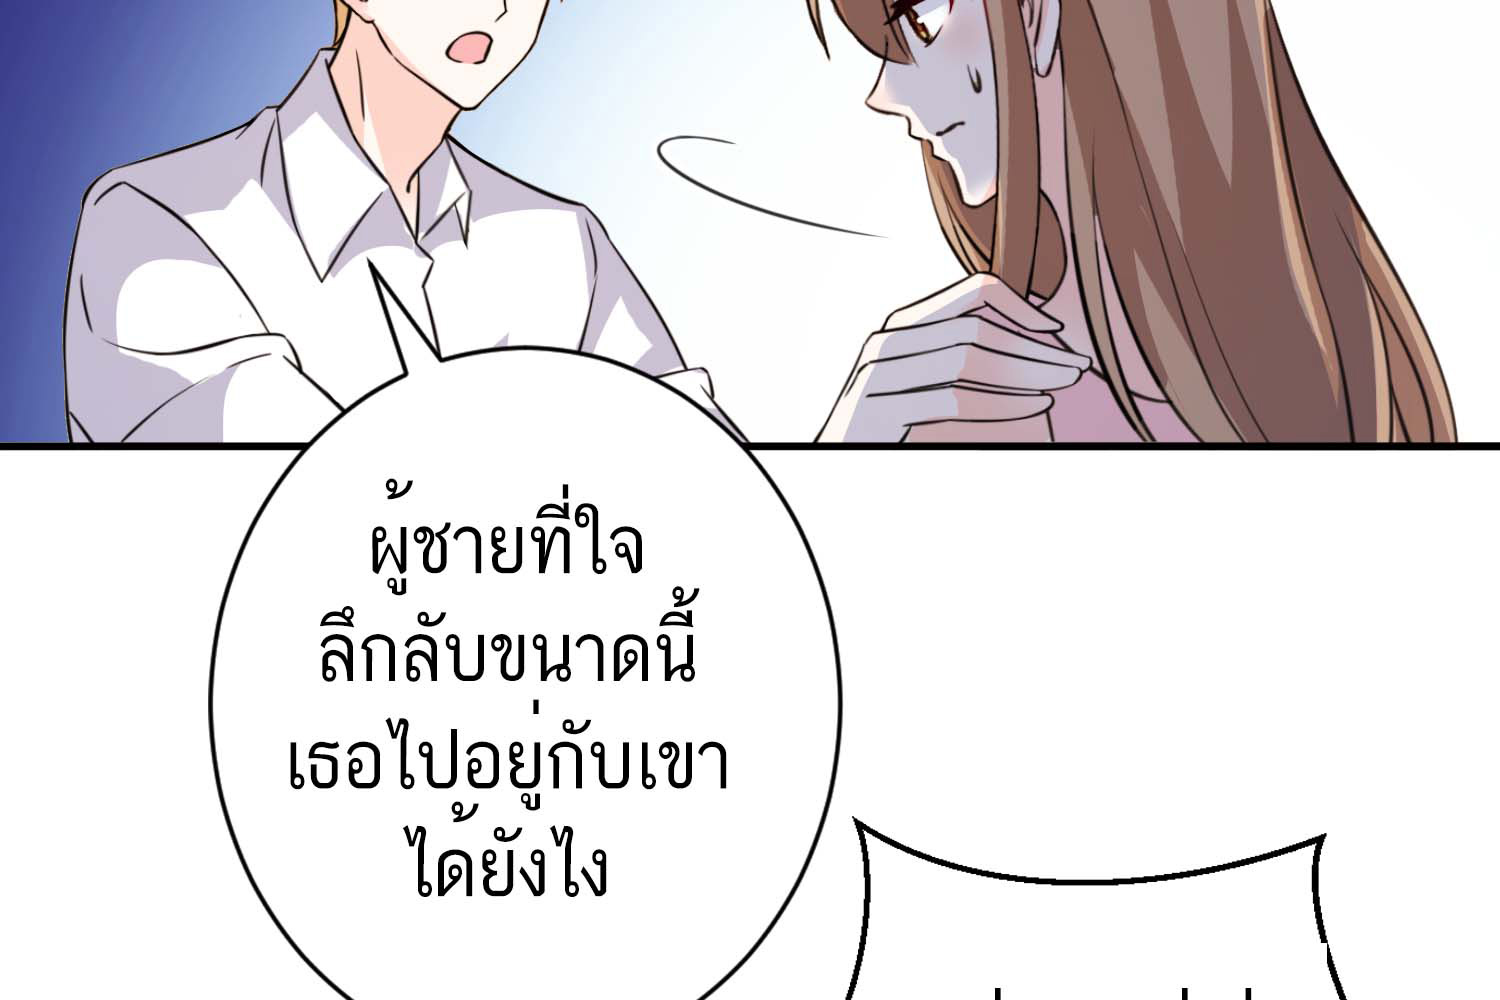 ผู้ชายที่ใจ
ลึกลับขนาดนี้
เธอไปอยู่กับเขา
ได้ยังไง